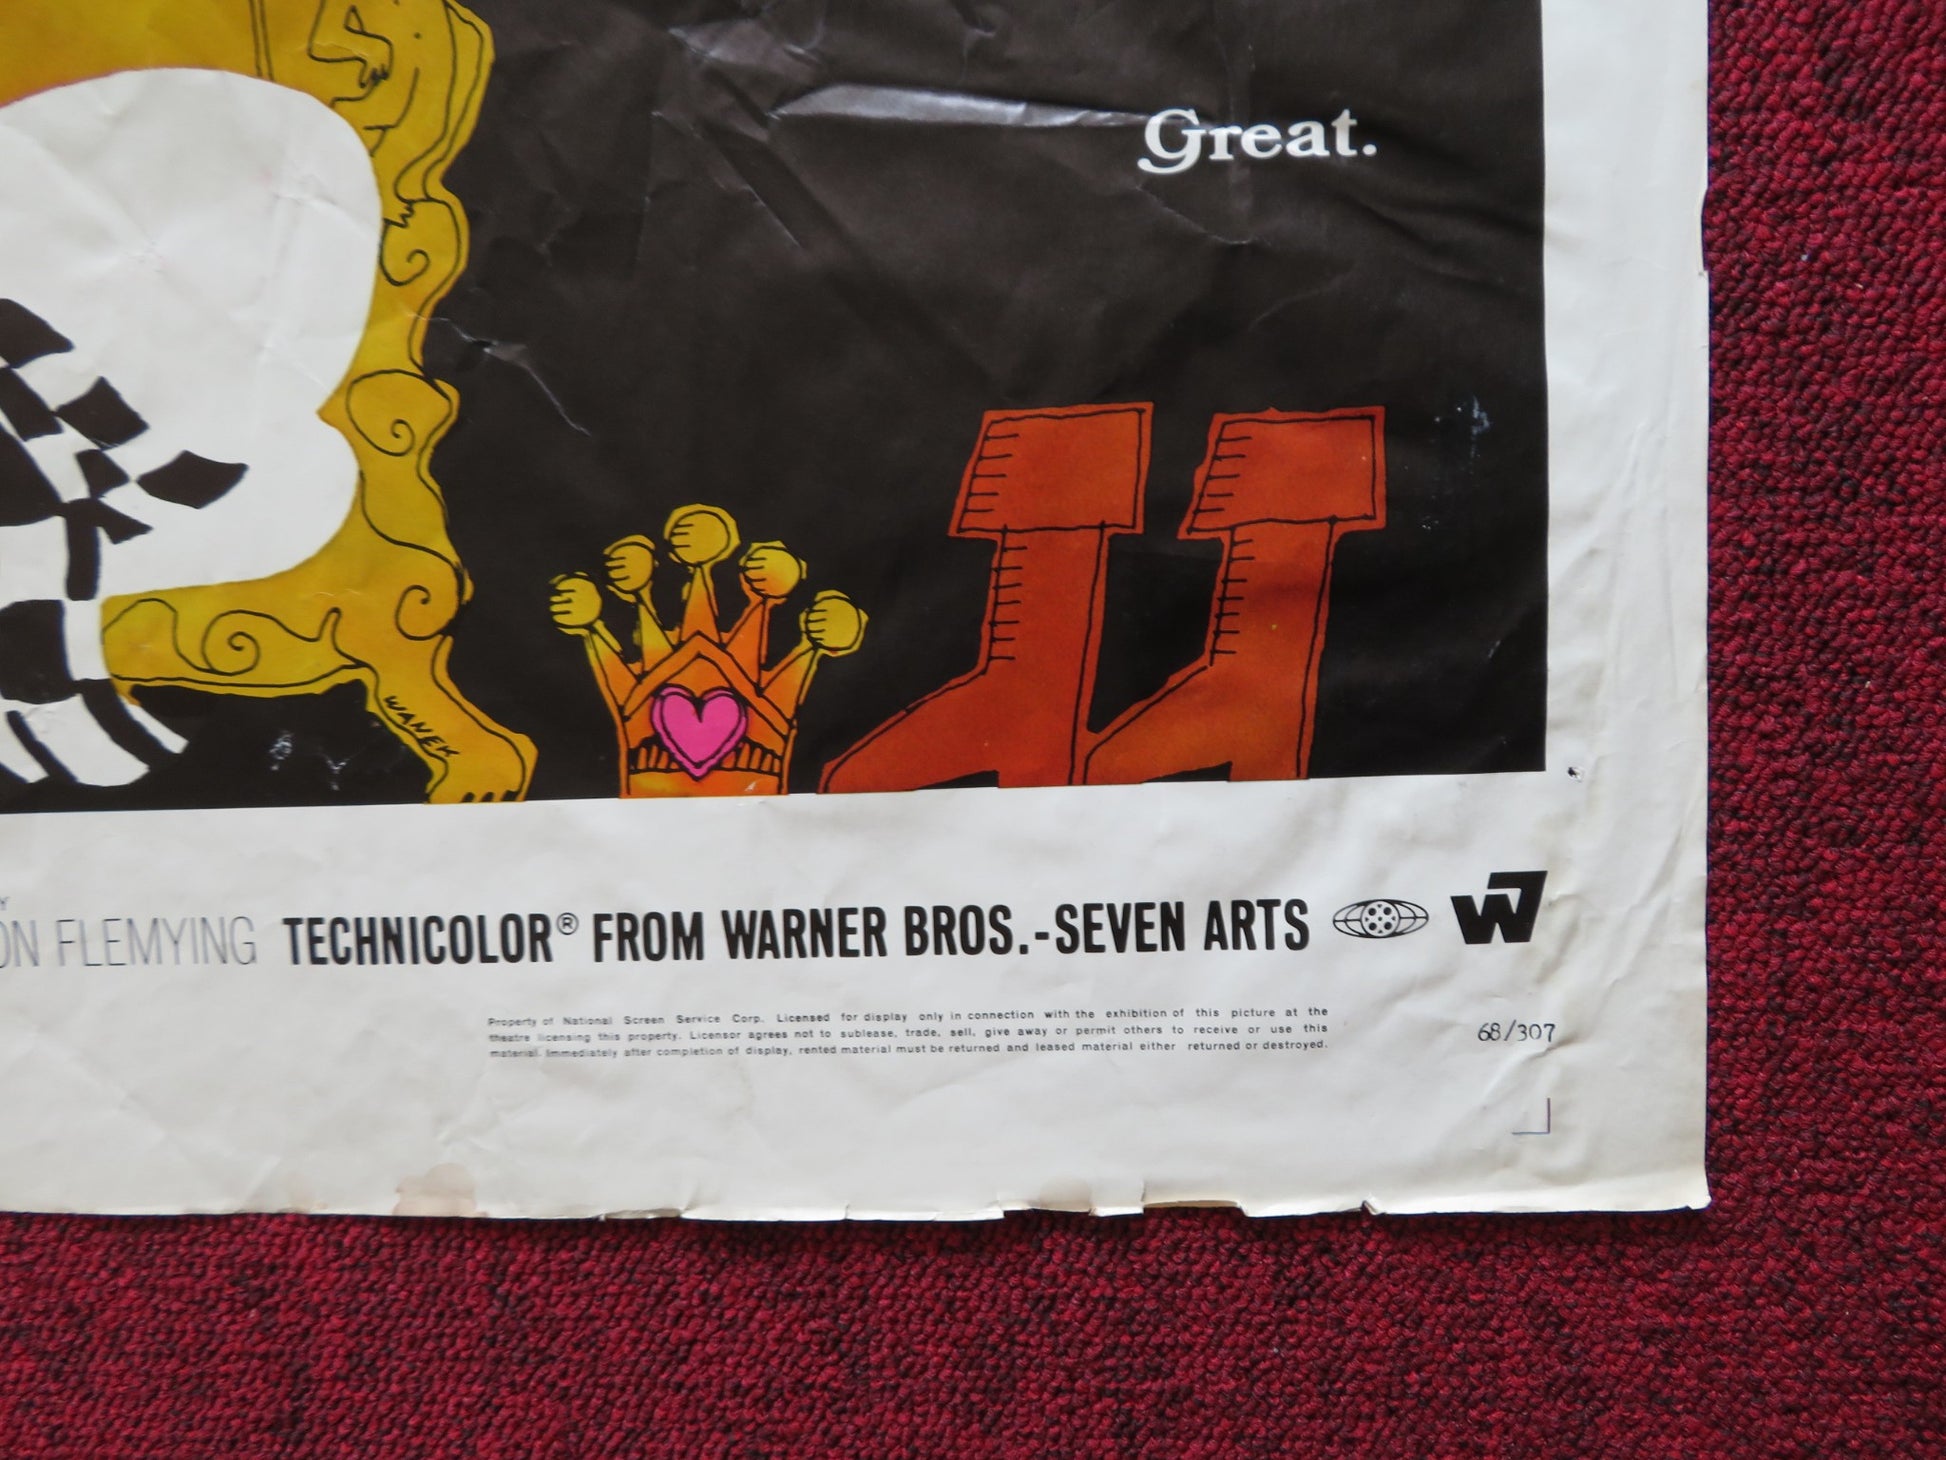 Great.
WANEK
ON FLEMYING TECHNICOLOR® FROM WARNER BROS.-SEVEN ARTS W7
Property of National Screen Service Corp. Licensed for display only in connection with the exhibition of this picture at the
theatre licensing this property. Licensor agrees not to sublease, trade, sell, give away or permit others to receive or use this
material. Immediately after completion of display, rented material must be returned and leased material either returned or destroyed.
68/307